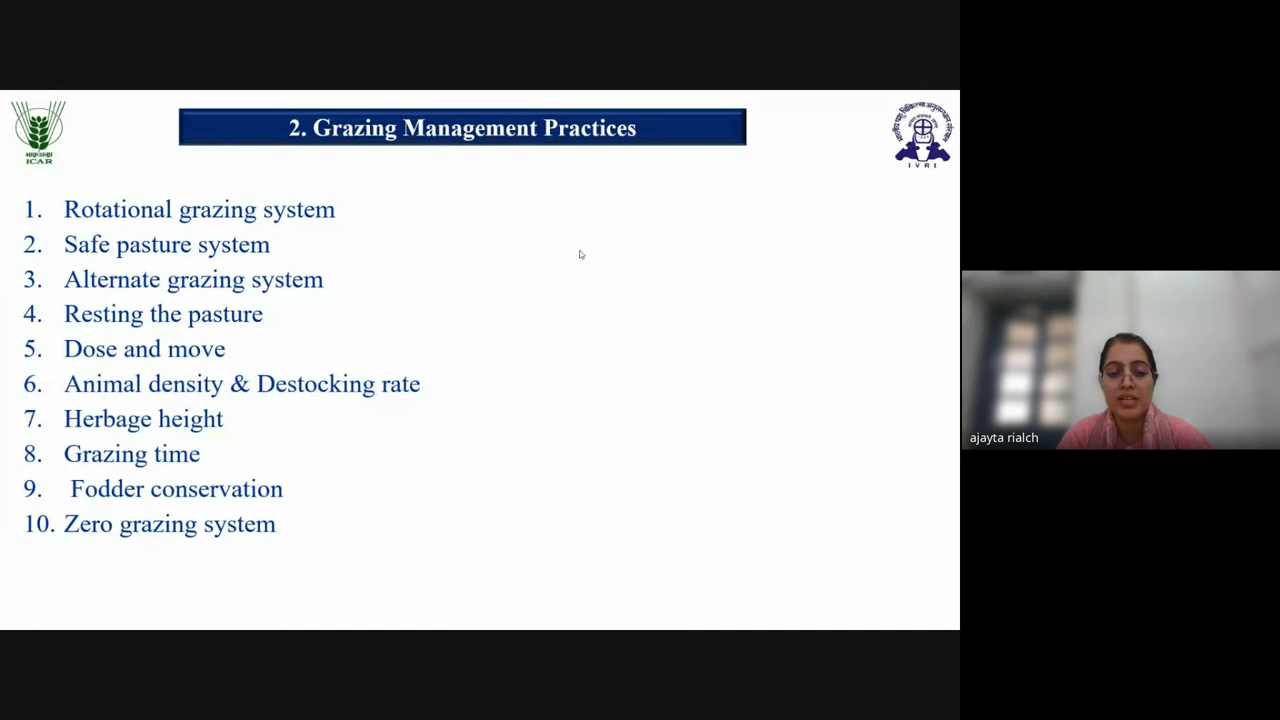 2. Grazing Management Practices
ICAR
IVRI
1. Rotational grazing system
2. Safe pasture system
3. Alternate grazing system
4. Resting the pasture
5. Dose and move
6. Animal density & Destocking rate
7. Herbage height
8. Grazing time
9. Fodder conservation
10. Zero grazing system
ajayta rialch